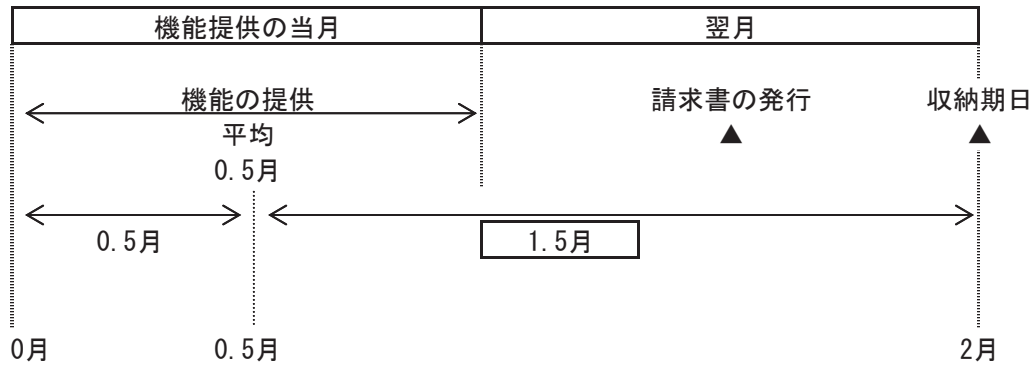 機能提供の当月 翌月
機能の提供 請求書の発行 収納期日
平均 ▲ ▲
0.5月
0.5月 1.5月
0月 0.5月 2月